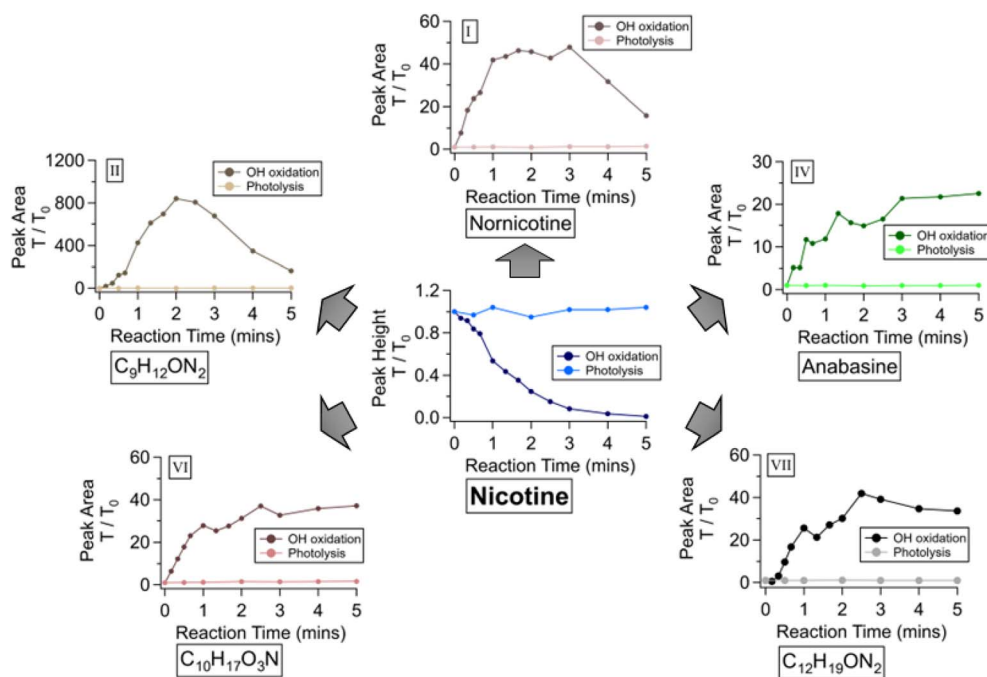 I
OH oxidation
Photolysis
Peak Area
T / T0
60
40
20
0
0 1 2 3 4 5
Reaction Time (mins)
Nornicotine
II
OH oxidation
Photolysis
Peak Area
T / T0
1200
800
400
0
0 1 2 3 4 5
Reaction Time (mins)
C9H12ON2
IV
OH oxidation
Photolysis
Peak Area
T / T0
30
20
10
0
0 1 2 3 4 5
Reaction Time (mins)
Anabasine
OH oxidation
Photolysis
Peak Height
T / T0
1.2
0.8
0.4
0.0
0 1 2 3 4 5
Reaction Time (mins)
Nicotine
VI
OH oxidation
Photolysis
Peak Area
T / T0
60
40
20
0
0 1 2 3 4 5
Reaction Time (mins)
C10H17O3N
VII
OH oxidation
Photolysis
Peak Area
T / T0
60
40
20
0
0 1 2 3 4 5
Reaction Time (mins)
C12H19ON2